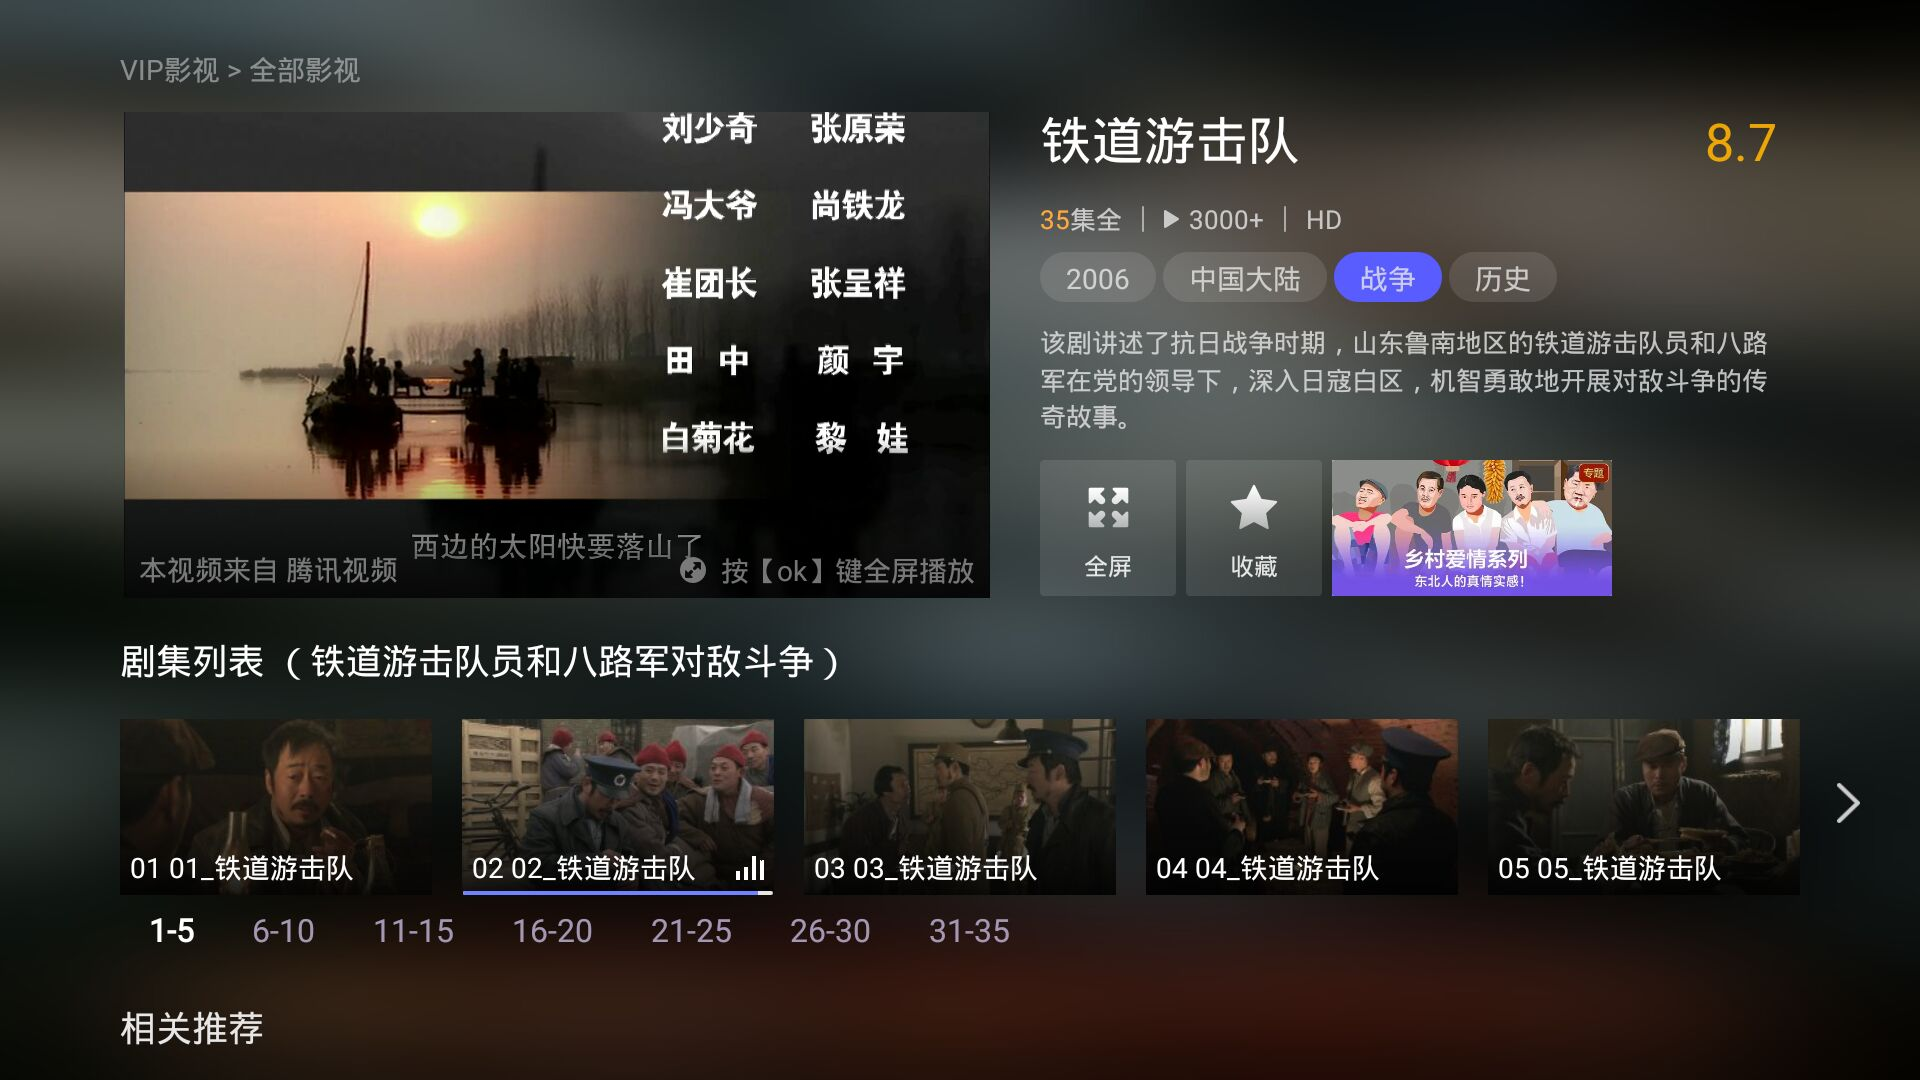 VIP影视 > 全部影视
刘少奇 张原荣
冯大爷 尚铁龙
崔团长 张呈祥
田 中 颜 宇
白菊花 黎 娃
西边的太阳快要落山了
本视频来自 腾讯视频
按【ok】键全屏播放
铁道游击队
8.7
35集全 | 3000+ | HD
2006 中国大陆 战争 历史
该剧讲述了抗日战争时期，山东鲁南地区的铁道游击队员和八路
军在党的领导下，深入日寇白区，机智勇敢地开展对敌斗争的传
奇故事。
全屏
收藏
专题
乡村爱情系列
东北人的真情实感！
剧集列表 （铁道游击队员和八路军对敌斗争）
01 01_铁道游击队
02 02_铁道游击队
03 03_铁道游击队
04 04_铁道游击队
05 05_铁道游击队
1-5 6-10 11-15 16-20 21-25 26-30 31-35
相关推荐